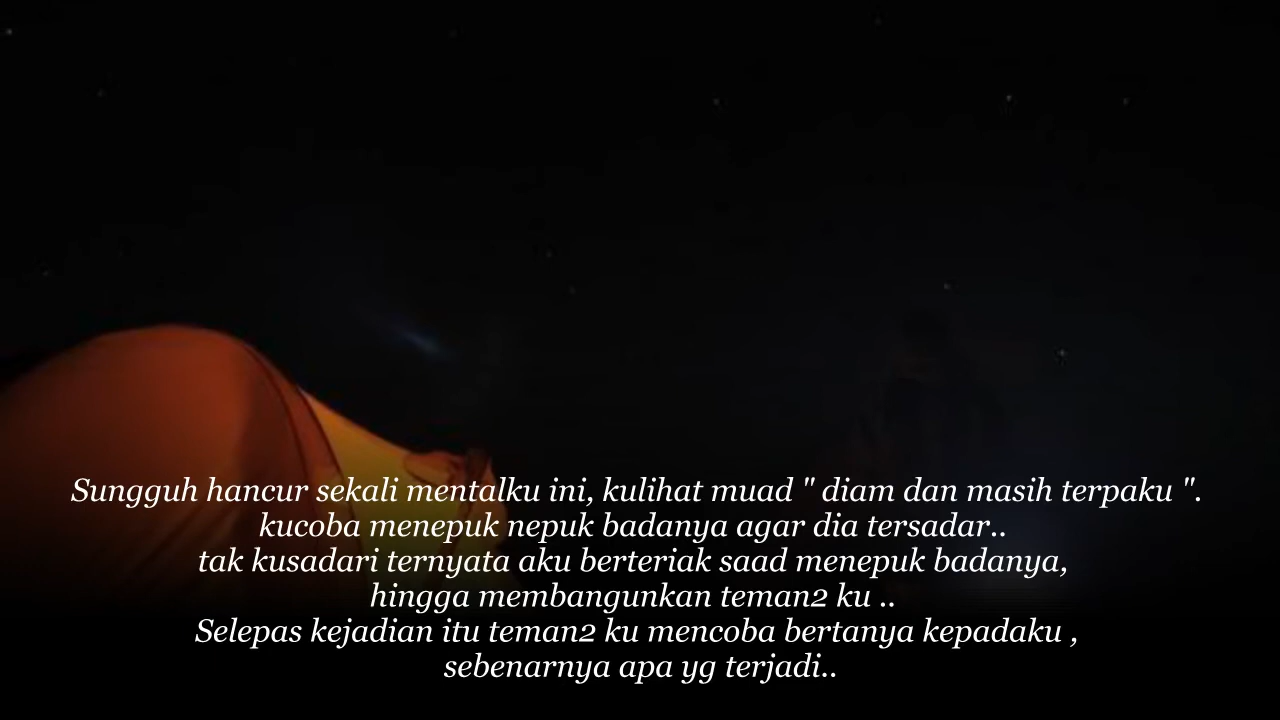 Sungguh hancur sekali mentalku ini, kulihat muad " diam dan masih terpaku ".
kucoba menepuk nepuk badanya agar dia tersadar..
tak kusadari ternyata aku berteriak saad menepuk badanya,
hingga membangunkan teman2 ku ..
Selepas kejadian itu teman2 ku mencoba bertanya kepadaku ,
sebenarnya apa yg terjadi..